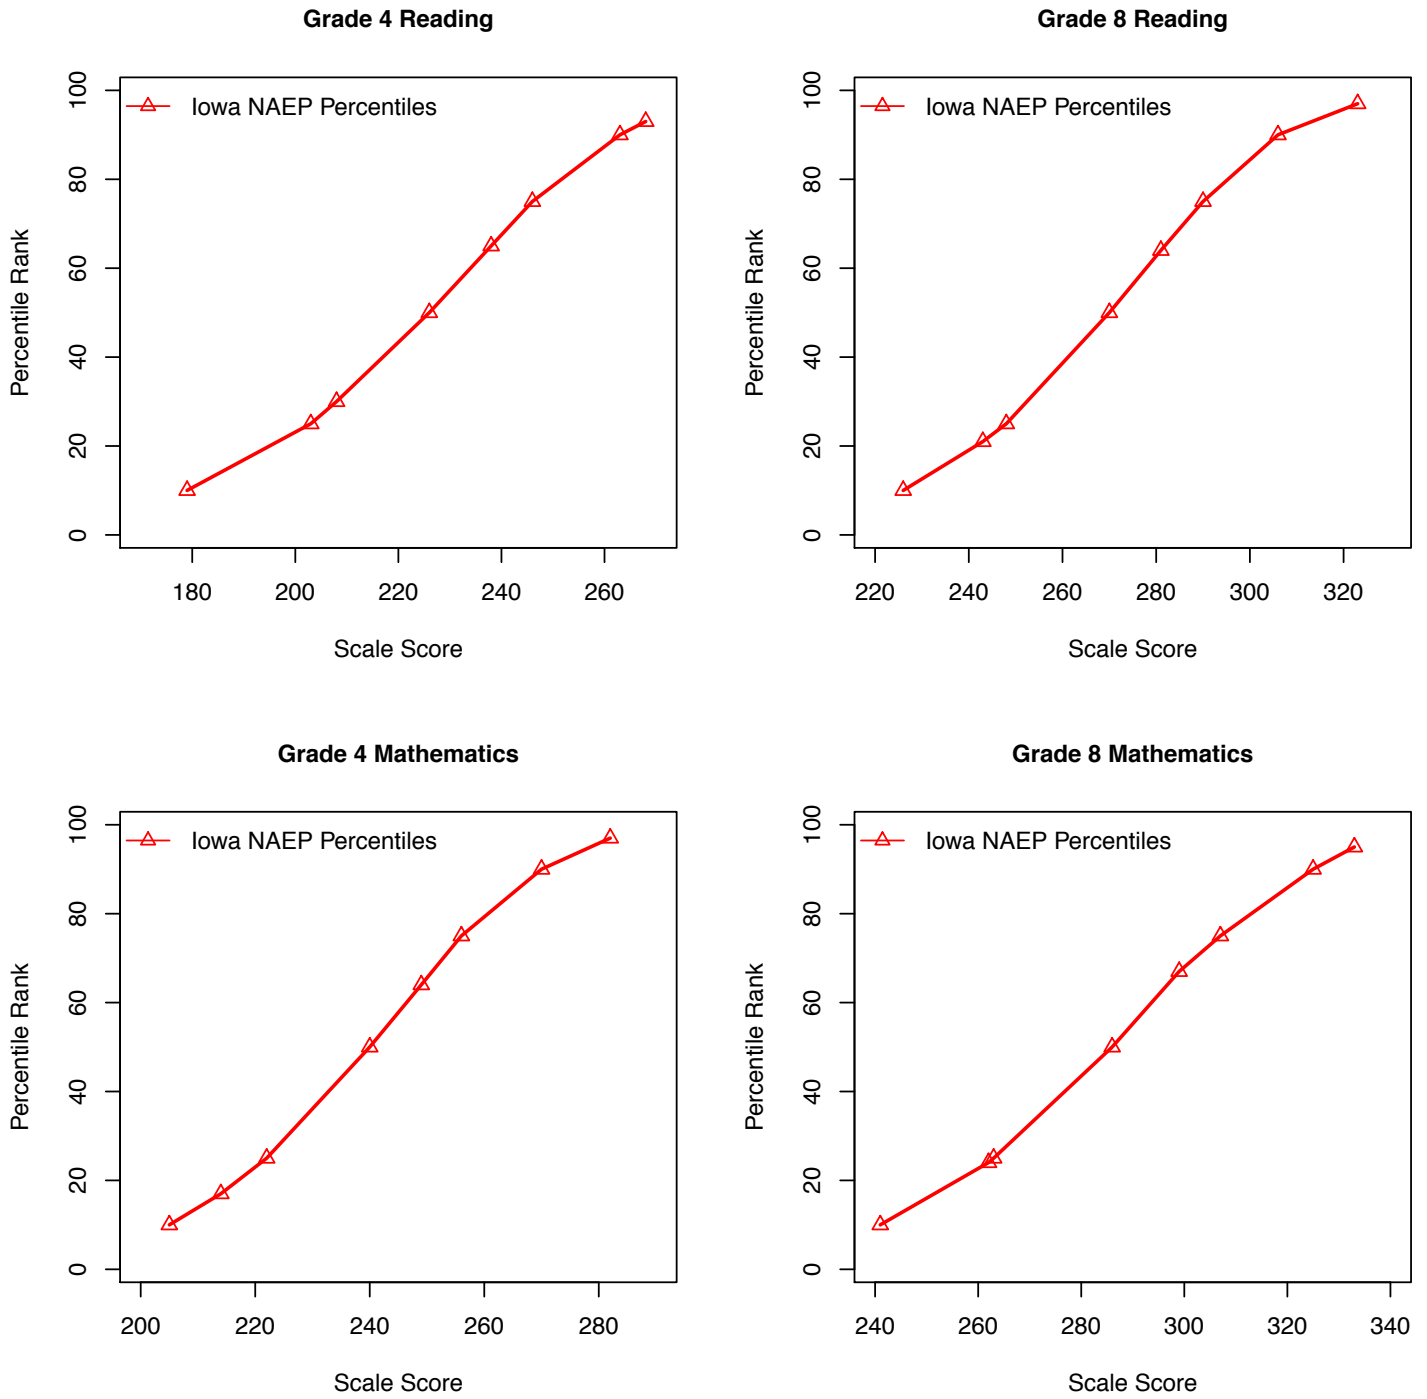 Grade 4 Reading
Iowa NAEP Percentiles
Percentile Rank
0
20
40
60
80
100
180
200
220
240
260
Scale Score
Grade 8 Reading
Iowa NAEP Percentiles
Percentile Rank
0
20
40
60
80
100
220
240
260
280
300
320
Scale Score
Grade 4 Mathematics
Iowa NAEP Percentiles
Percentile Rank
0
20
40
60
80
100
200
220
240
260
280
Scale Score
Grade 8 Mathematics
Iowa NAEP Percentiles
Percentile Rank
0
20
40
60
80
100
240
260
280
300
320
340
Scale Score